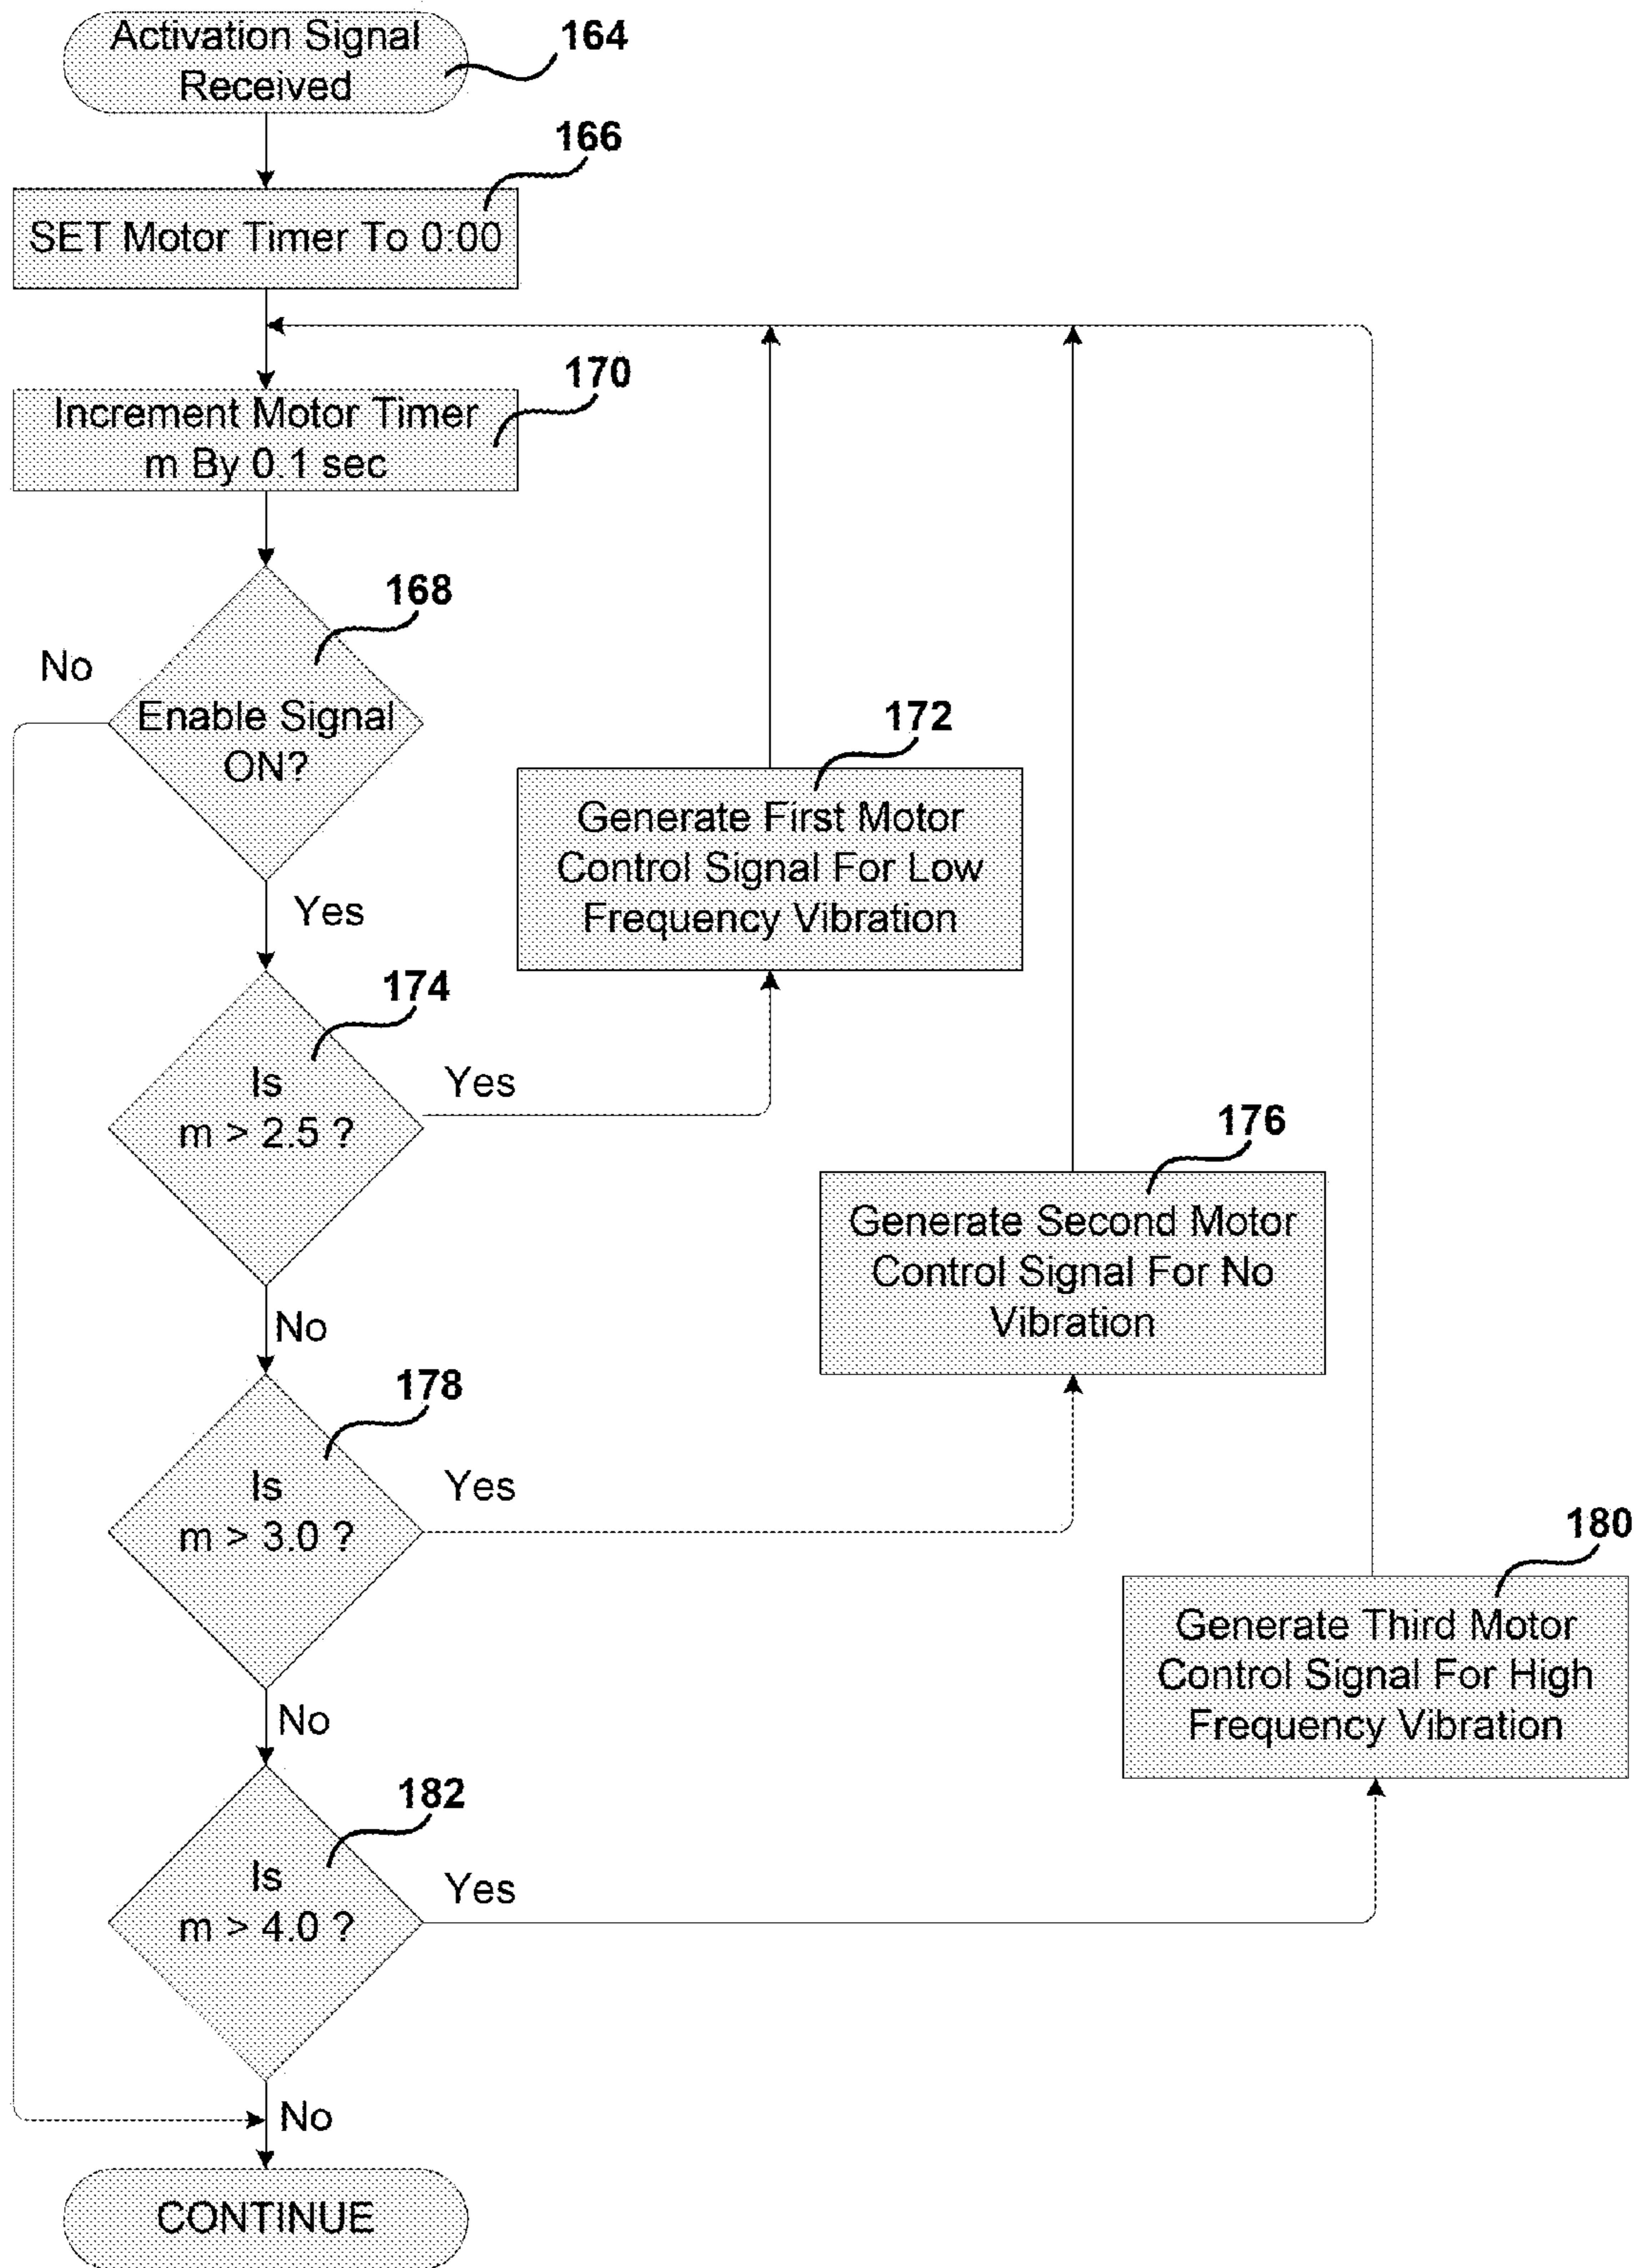 Activation Signal
Received
164
166
SET Motor Timer To 0:00
170
Increment Motor Timer
m By 0.1 sec
168
No
Enable Signal
ON?
172
Generate First Motor
Control Signal For Low
Frequency Vibration
Yes
174
Is
m > 2.5 ?
Yes
176
Generate Second Motor
Control Signal For No
Vibration
No
178
Is
m > 3.0 ?
Yes
180
Generate Third Motor
Control Signal For High
Frequency Vibration
No
182
Is
m > 4.0 ?
Yes
No
CONTINUE